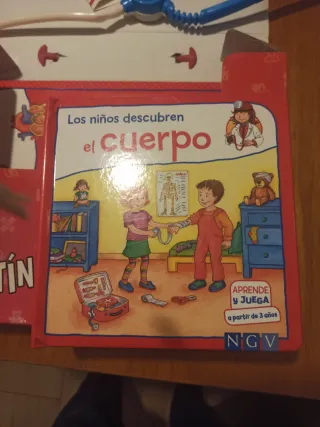 Los niños descubren
el cuerpo
TÍN
APRENDE
Y JUEGA
a partir de 3 años
NGV